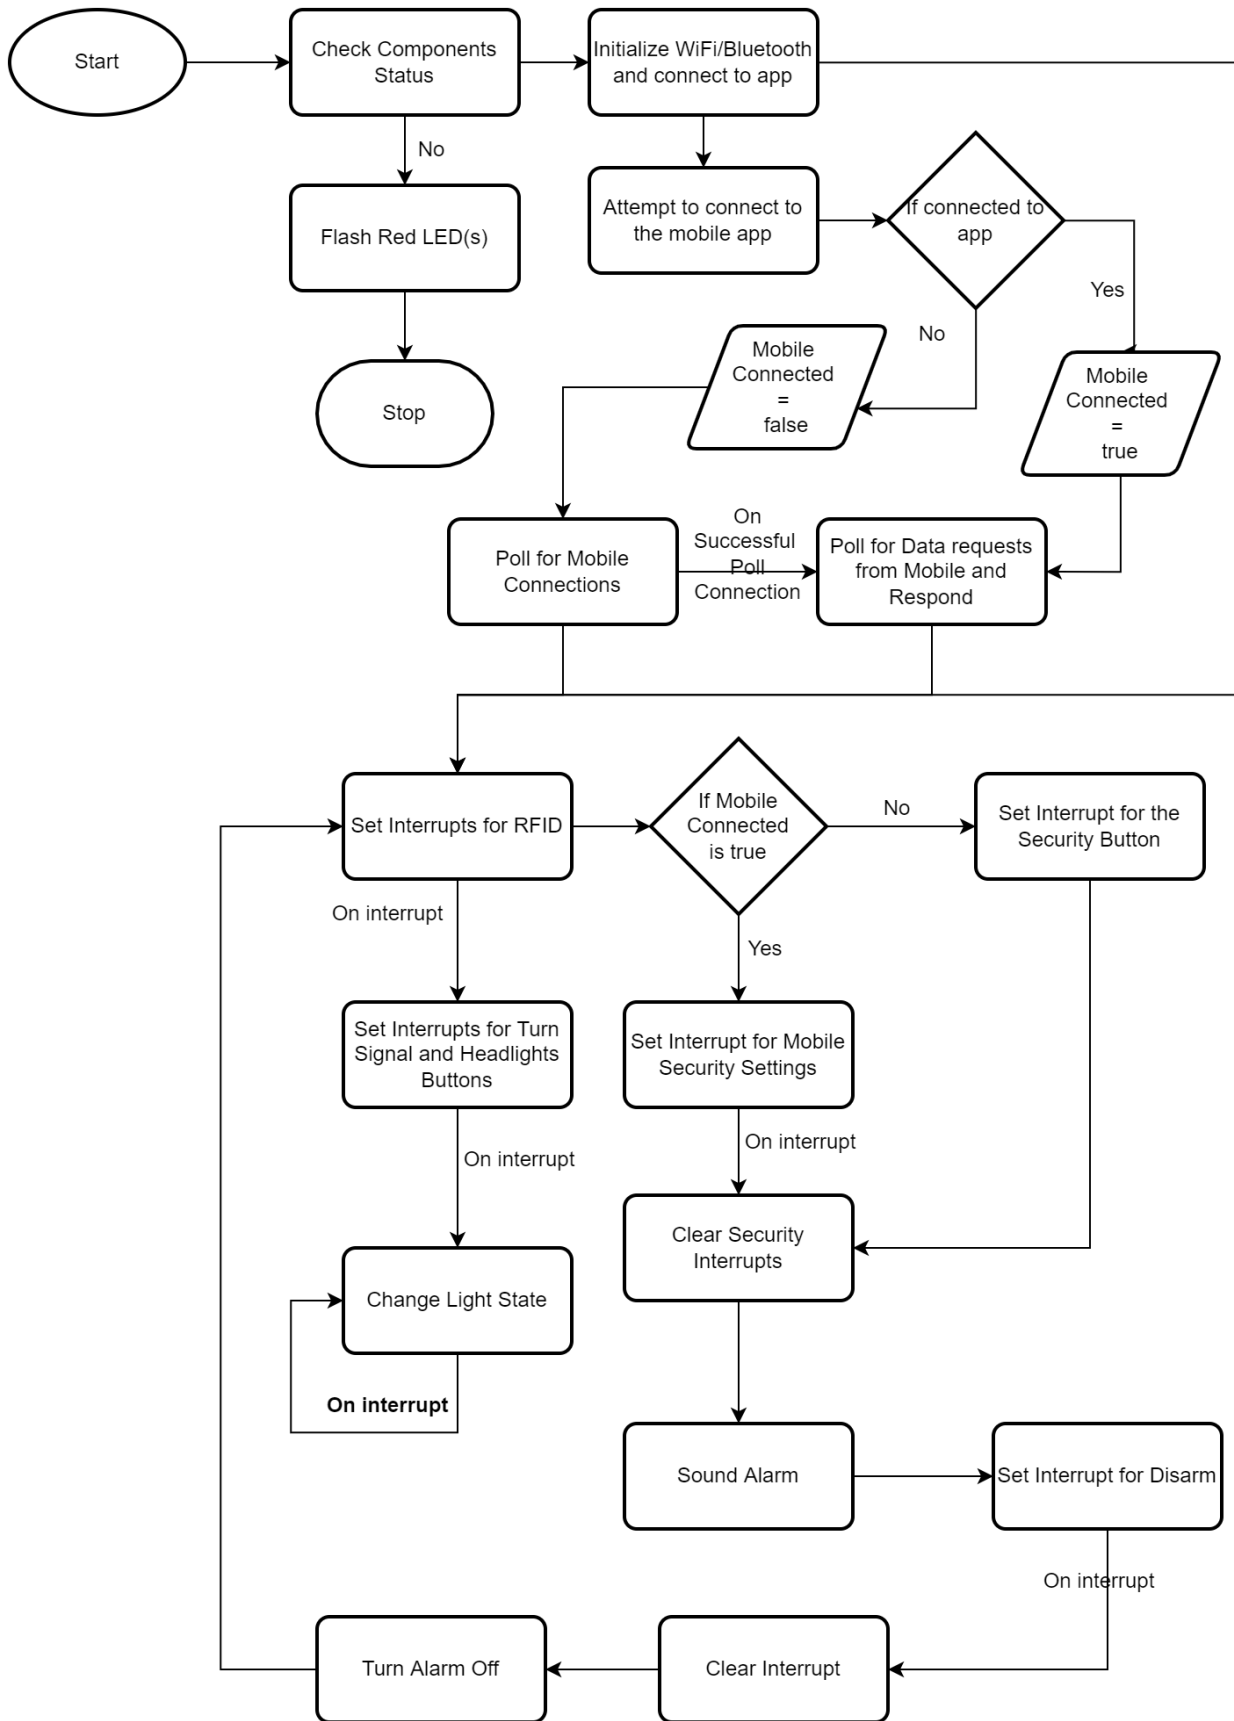 Start
Check Components
Status
Initialize WiFi/Bluetooth
and connect to app
No
Flash Red LED(s)
Stop
Attempt to connect to
the mobile app
If connected to
app
Yes
No
Mobile
Connected
=
false
Mobile
Connected
=
true
Poll for Mobile
Connections
On
Successful
Poll
Connection
Poll for Data requests
from Mobile and
Respond
Set Interrupts for RFID
If Mobile
Connected
is true
No
Set Interrupt for the
Security Button
On interrupt
Yes
Set Interrupts for Turn
Signal and Headlights
Buttons
Set Interrupt for Mobile
Security Settings
On interrupt
On interrupt
Clear Security
Interrupts
Change Light State
On interrupt
Sound Alarm
Set Interrupt for Disarm
On interrupt
Turn Alarm Off
Clear Interrupt